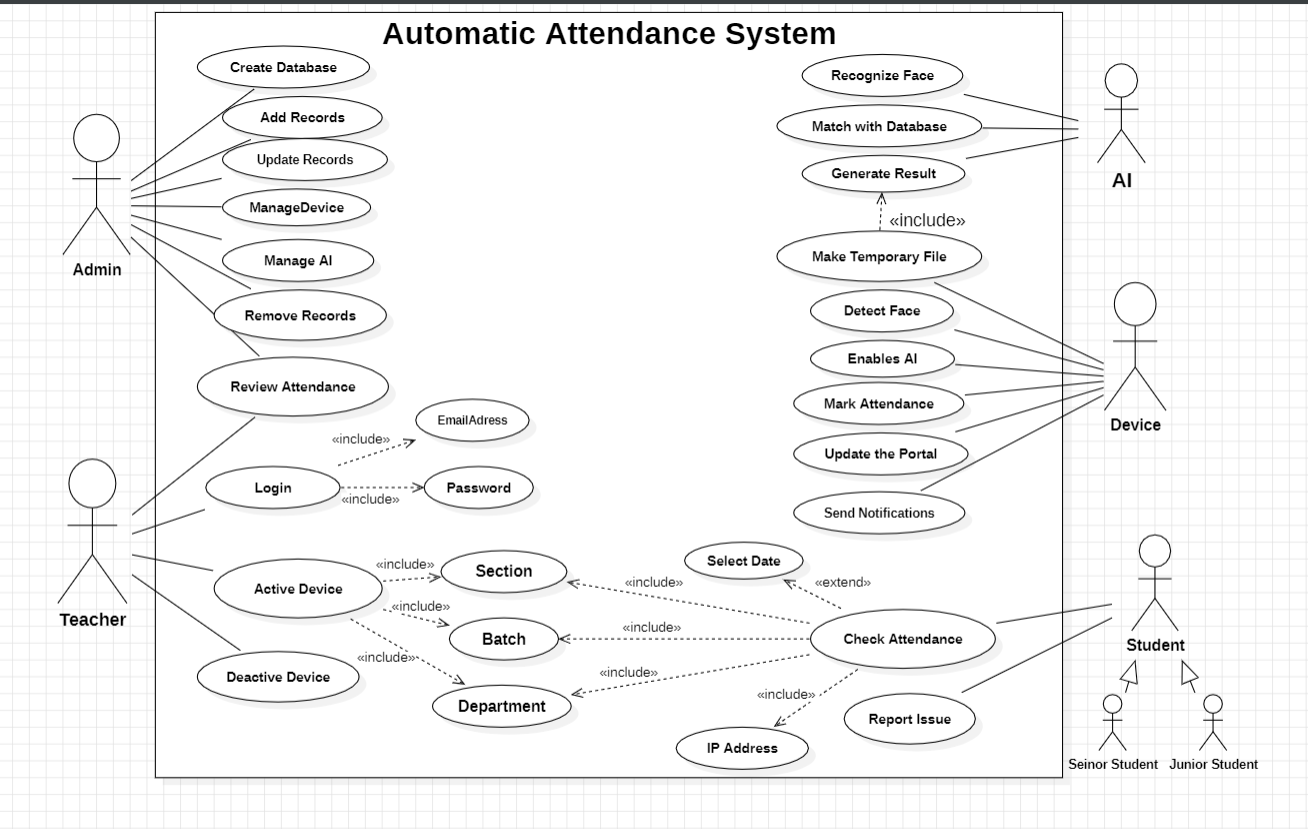 Automatic Attendance System
Create Database
Add Records
Update Records
ManageDevice
Manage AI
Remove Records
Review Attendance
Admin
EmailAdress
«include»
Login
«include»
Password
Teacher
Active Device
«include»
Section
«include»
Batch
«include»
Department
Deactive Device
Recognize Face
Match with Database
Generate Result
AI
«include»
Make Temporary File
Detect Face
Enables AI
Mark Attendance
Update the Portal
Send Notifications
Device
Select Date
«extend»
«include»
«include»
Check Attendance
«include»
«include»
IP Address
Report Issue
Student
Seinor Student
Junior Student